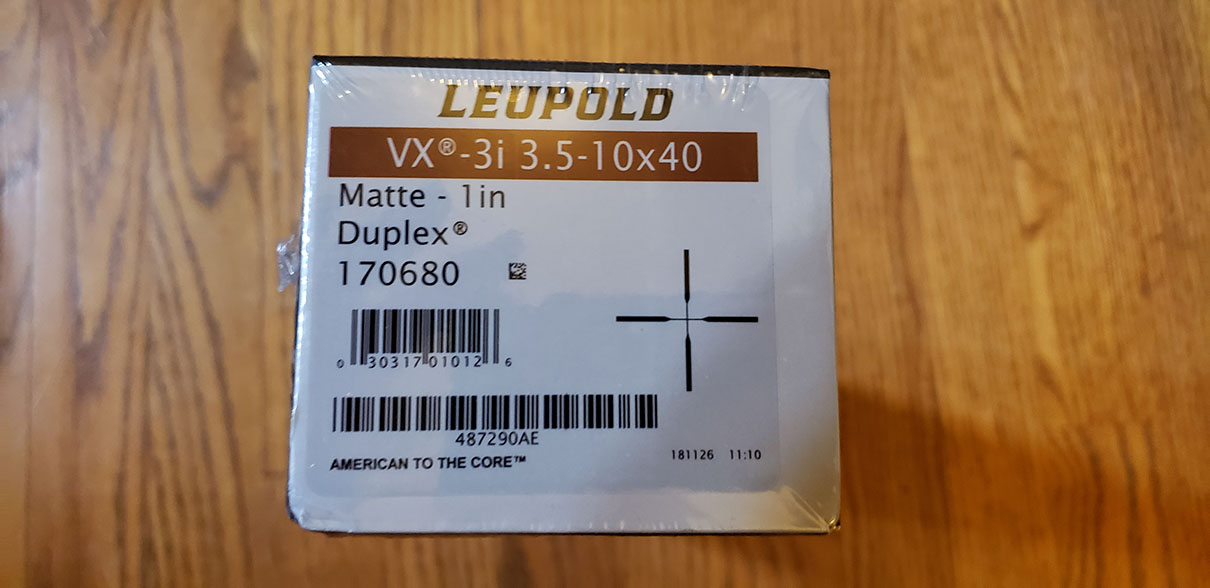 LEUPOLD
VX®-3i 3.5-10x40
Matte - 1in
Duplex®
170680
0 30317 01012 6
487290AE
AMERICAN TO THE CORE™
181126 11:10